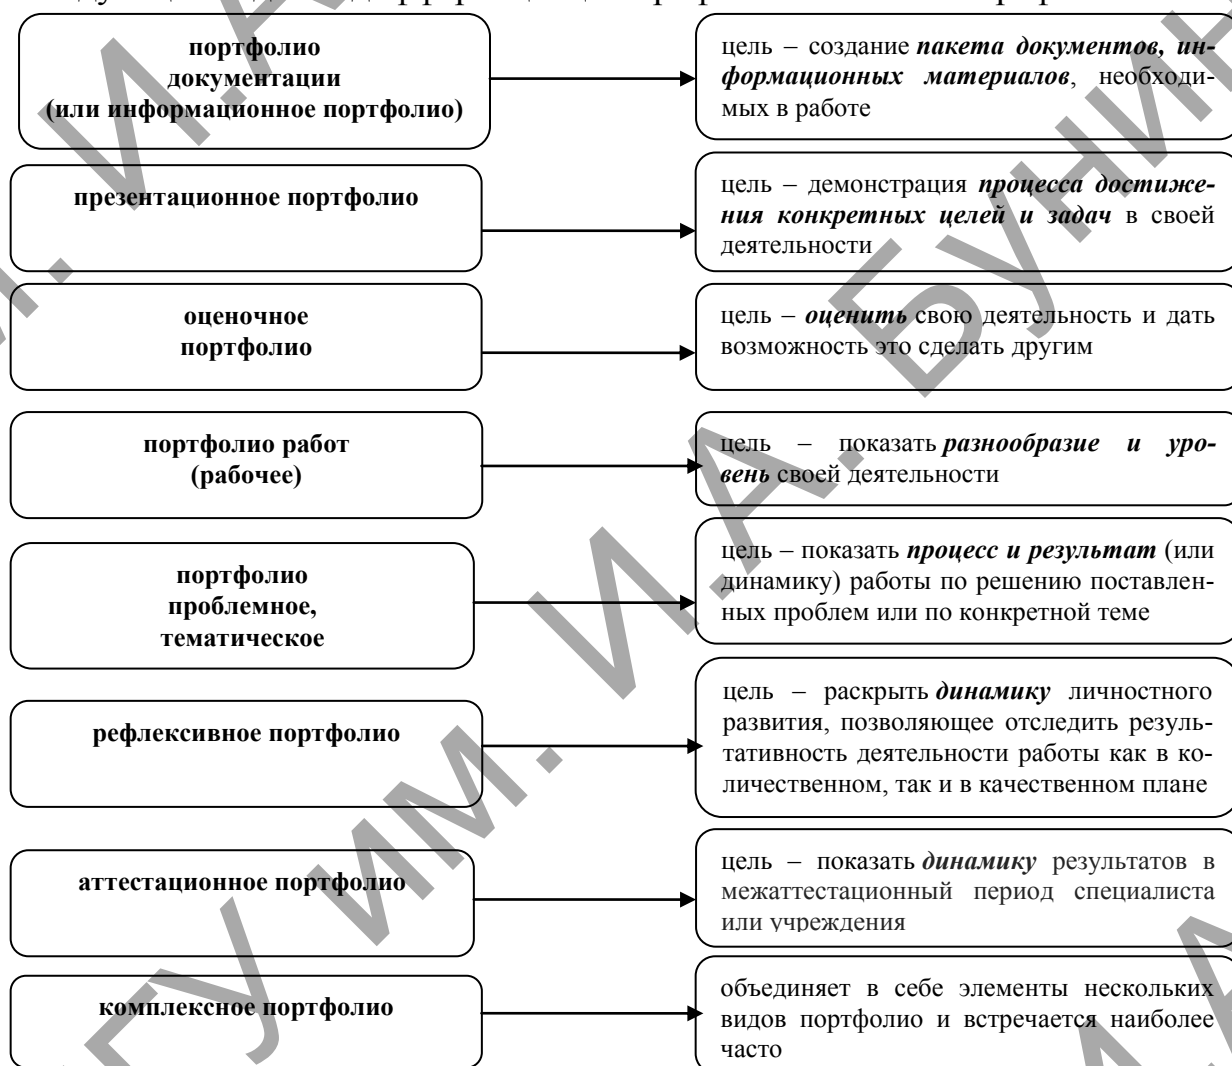 портфолио
документации
(или информационное портфолио)
цель – создание пакета документов, ин-
формационных материалов, необходи-
мых в работе
презентационное портфолио
цель – демонстрация процесса достиже-
ния конкретных целей и задач в своей
деятельности
оценочное
портфолио
цель – оценить свою деятельность и дать
возможность это сделать другим
портфолио работ
(рабочее)
цель – показать разнообразие и уро-
вень своей деятельности
портфолио
проблемное,
тематическое
цель – показать процесс и результат (или
динамику) работы по решению поставлен-
ных проблем или по конкретной теме
рефлексивное портфолио
цель – раскрыть динамику личностного
развития, позволяющее отследить резуль-
тативность деятельности работы как в ко-
личественном, так и в качественном плане
аттестационное портфолио
цель – показать динамику результатов в
межаттестационный период специалиста
или учреждения
комплексное портфолио
объединяет в себе элементы нескольких
видов портфолио и встречается наиболее
часто
ГУ им. И.А. Бунин